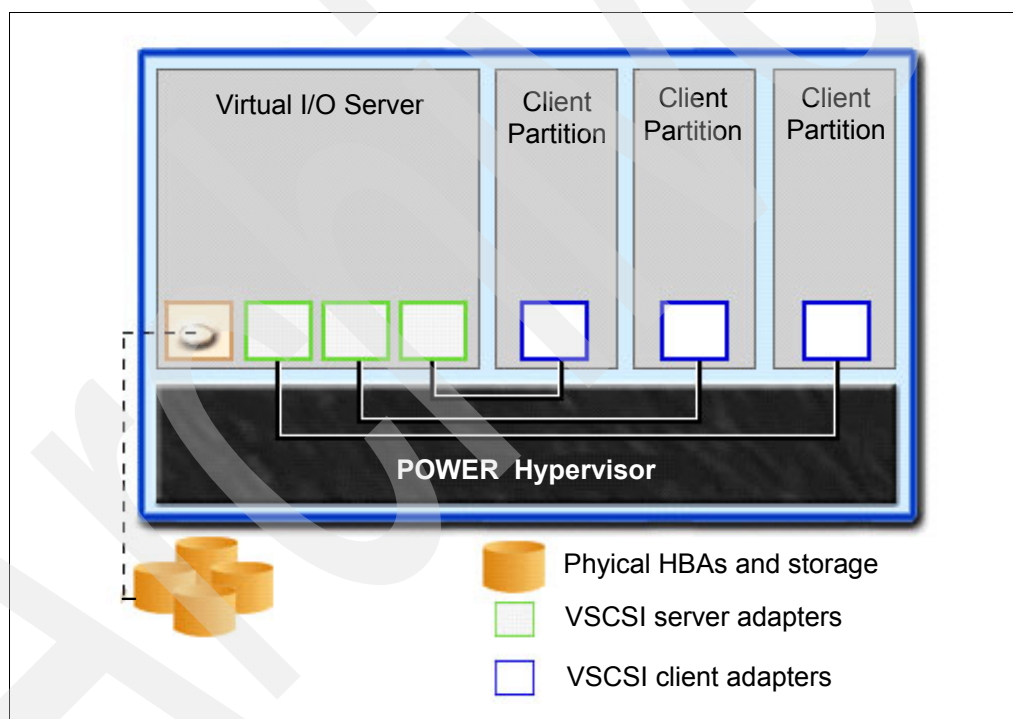 Virtual I/O Server
Client
Partition
Client
Partition
Client
Partition
POWER Hypervisor
Phyical HBAs and storage
VSCSI server adapters
VSCSI client adapters